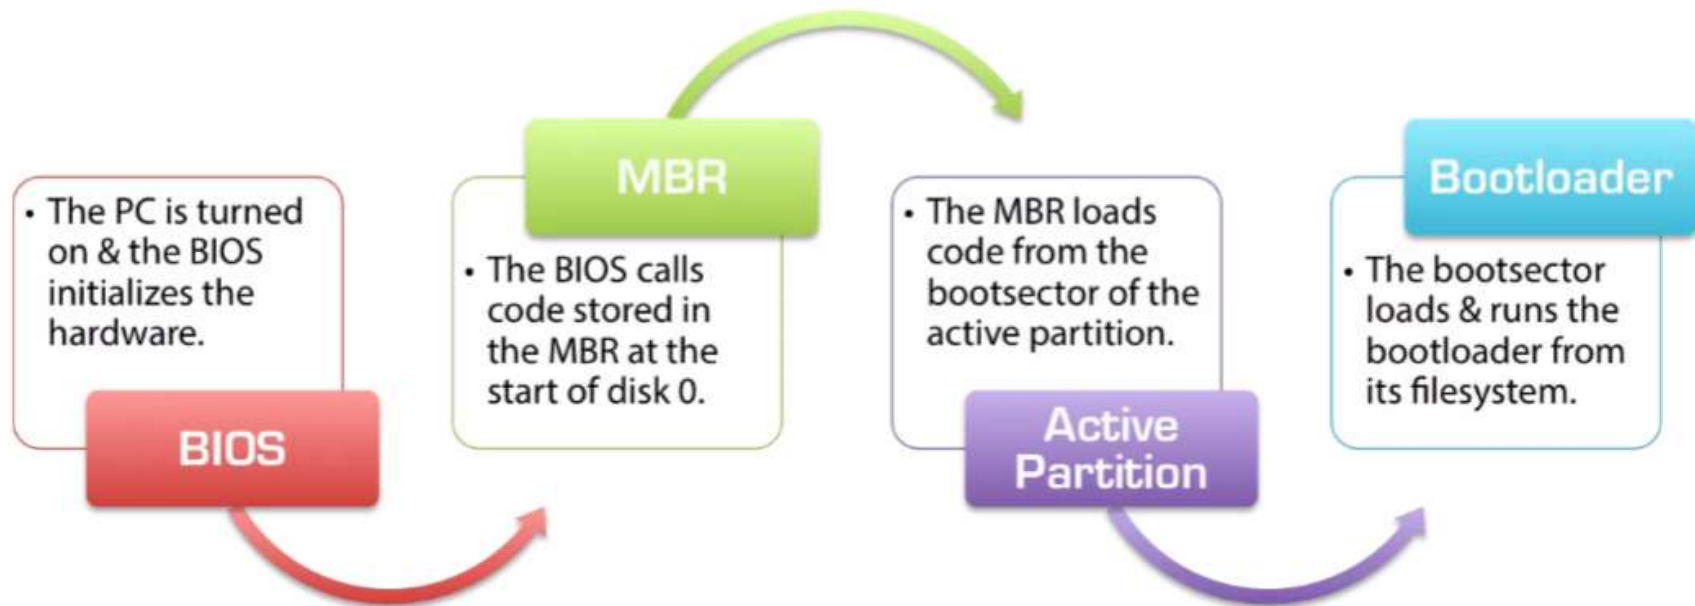 • The PC is turned
on & the BIOS
initializes the
hardware.
BIOS
MBR
• The BIOS calls
code stored in
the MBR at the
start of disk 0.
• The MBR loads
code from the
bootsector of the
active partition.
Active
Partition
Bootloader
• The bootsector
loads & runs the
bootloader from
its filesystem.